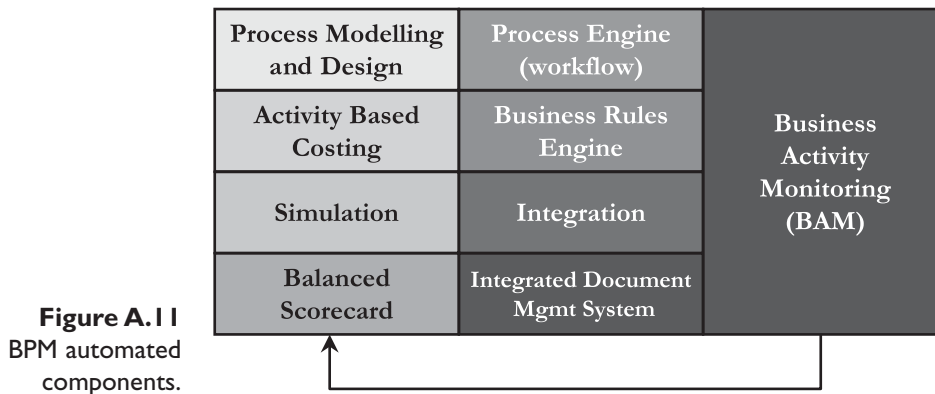 Process Modelling
and Design
Process Engine
(workflow)
Activity Based
Costing
Business Rules
Engine
Business
Activity
Monitoring
(BAM)
Simulation
Integration
Balanced
Scorecard
Integrated Document
Mgmt System
Figure A.11
BPM automated
components.